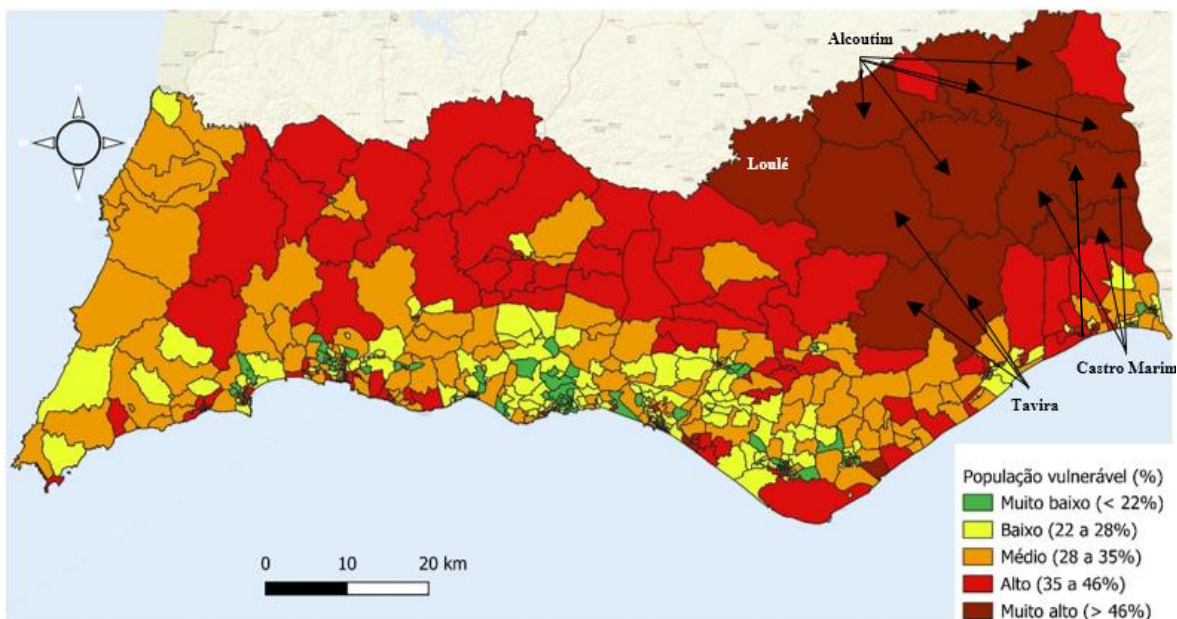 Alcoutim
Loulé
Castro Marim
Tavira
População vulnerável (%)
Muito baixo (< 22%)
Baixo (22 a 28%)
Médio (28 a 35%)
Alto (35 a 46%)
Muito alto (> 46%)
0 10 20 km